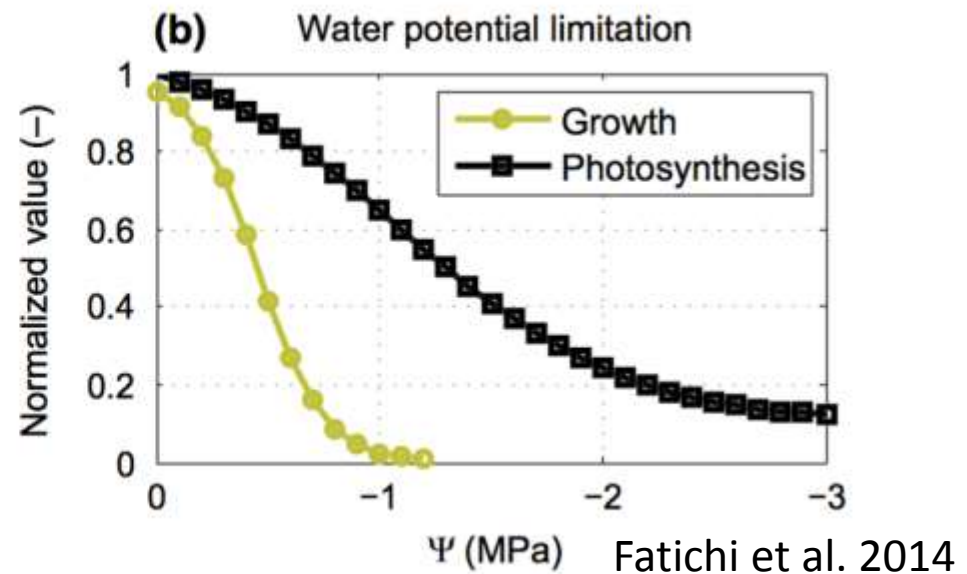 (b) Water potential limitation
Normalized value (–)
1
0.8
0.6
0.4
0.2
0
Growth
Photosynthesis
0 −1 −2 −3
Ψ (MPa) Fatichi et al. 2014